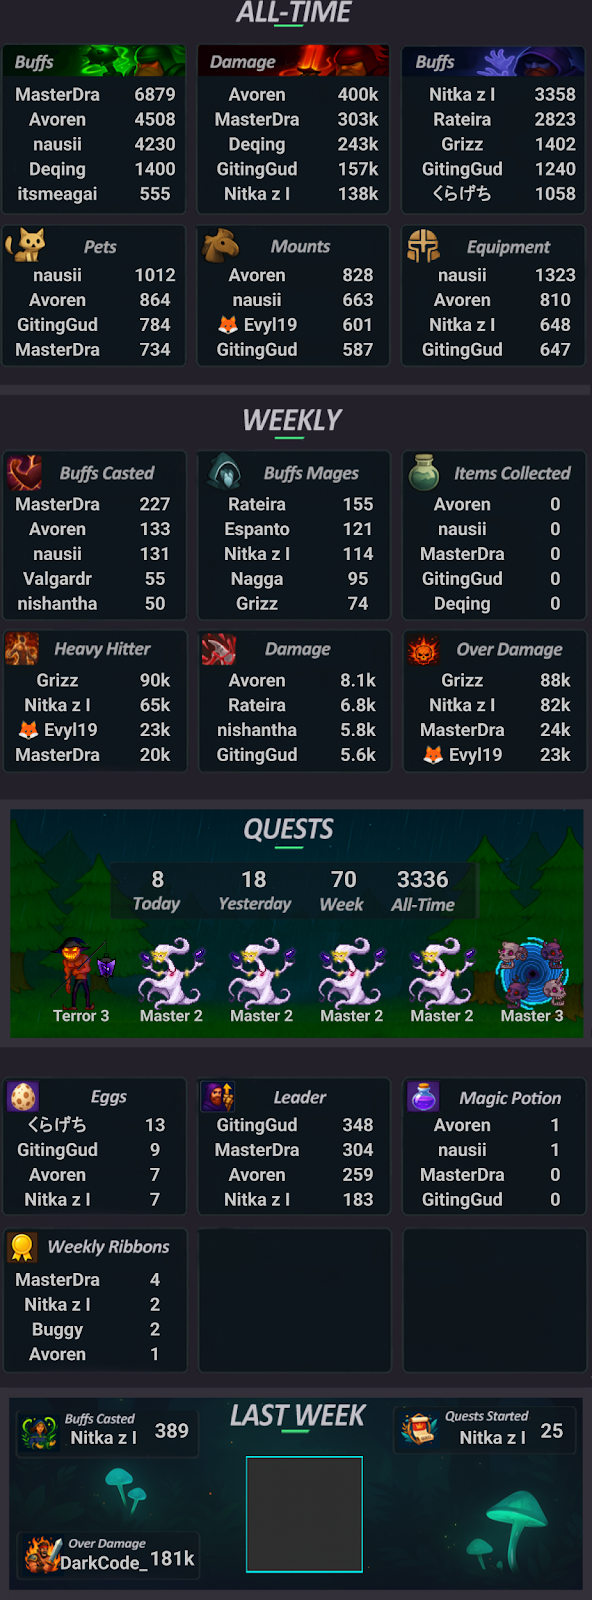 ALL-TIME
Buffs
MasterDra 6879
Avoren 4508
nausii 4230
Deqing 1400
itsmeagai 555
Damage
Avoren 400k
MasterDra 303k
Deqing 243k
GitingGud 157k
Nitka z l 138k
Buffs
Nitka z l 3358
Rateira 2823
Grizz 1402
GitingGud 1240
くらげち 1058
Pets
nausii 1012
Avoren 864
GitingGud 784
MasterDra 734
Mounts
Avoren 828
nausii 663
🦊 Evyl19 601
GitingGud 587
Equipment
nausii 1323
Avoren 810
Nitka z l 648
GitingGud 647
WEEKLY
Buffs Casted
MasterDra 227
Avoren 133
nausii 131
Valgardr 55
nishantha 50
Buffs Mages
Rateira 155
Espanto 121
Nitka z l 114
Nagga 95
Grizz 74
Items Collected
Avoren 0
nausii 0
MasterDra 0
GitingGud 0
Deqing 0
Heavy Hitter
Grizz 90k
Nitka z l 65k
🦊 Evyl19 23k
MasterDra 20k
Damage
Avoren 8.1k
Rateira 6.8k
nishantha 5.8k
GitingGud 5.6k
Over Damage
Grizz 88k
Nitka z l 82k
MasterDra 24k
🦊 Evyl19 23k
QUESTS
8 18 70 3336
Today Yesterday Week All-Time
Terror 3 Master 2 Master 2 Master 2 Master 2 Master 3
Eggs
くらげち 13
GitingGud 9
Avoren 7
Nitka z l 7
Leader
GitingGud 348
MasterDra 304
Avoren 259
Nitka z l 183
Magic Potion
Avoren 1
nausii 1
MasterDra 0
GitingGud 0
Weekly Ribbons
MasterDra 4
Nitka z l 2
Buggy 2
Avoren 1
LAST WEEK
Buffs Casted
Nitka z l 389
Quests Started
Nitka z l 25
Over Damage
DarkCode_ 181k